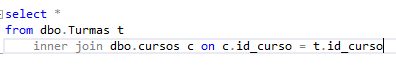 select *
from dbo.Turmas t
inner join dbo.cursos c on c.id_curso = t.id_curso